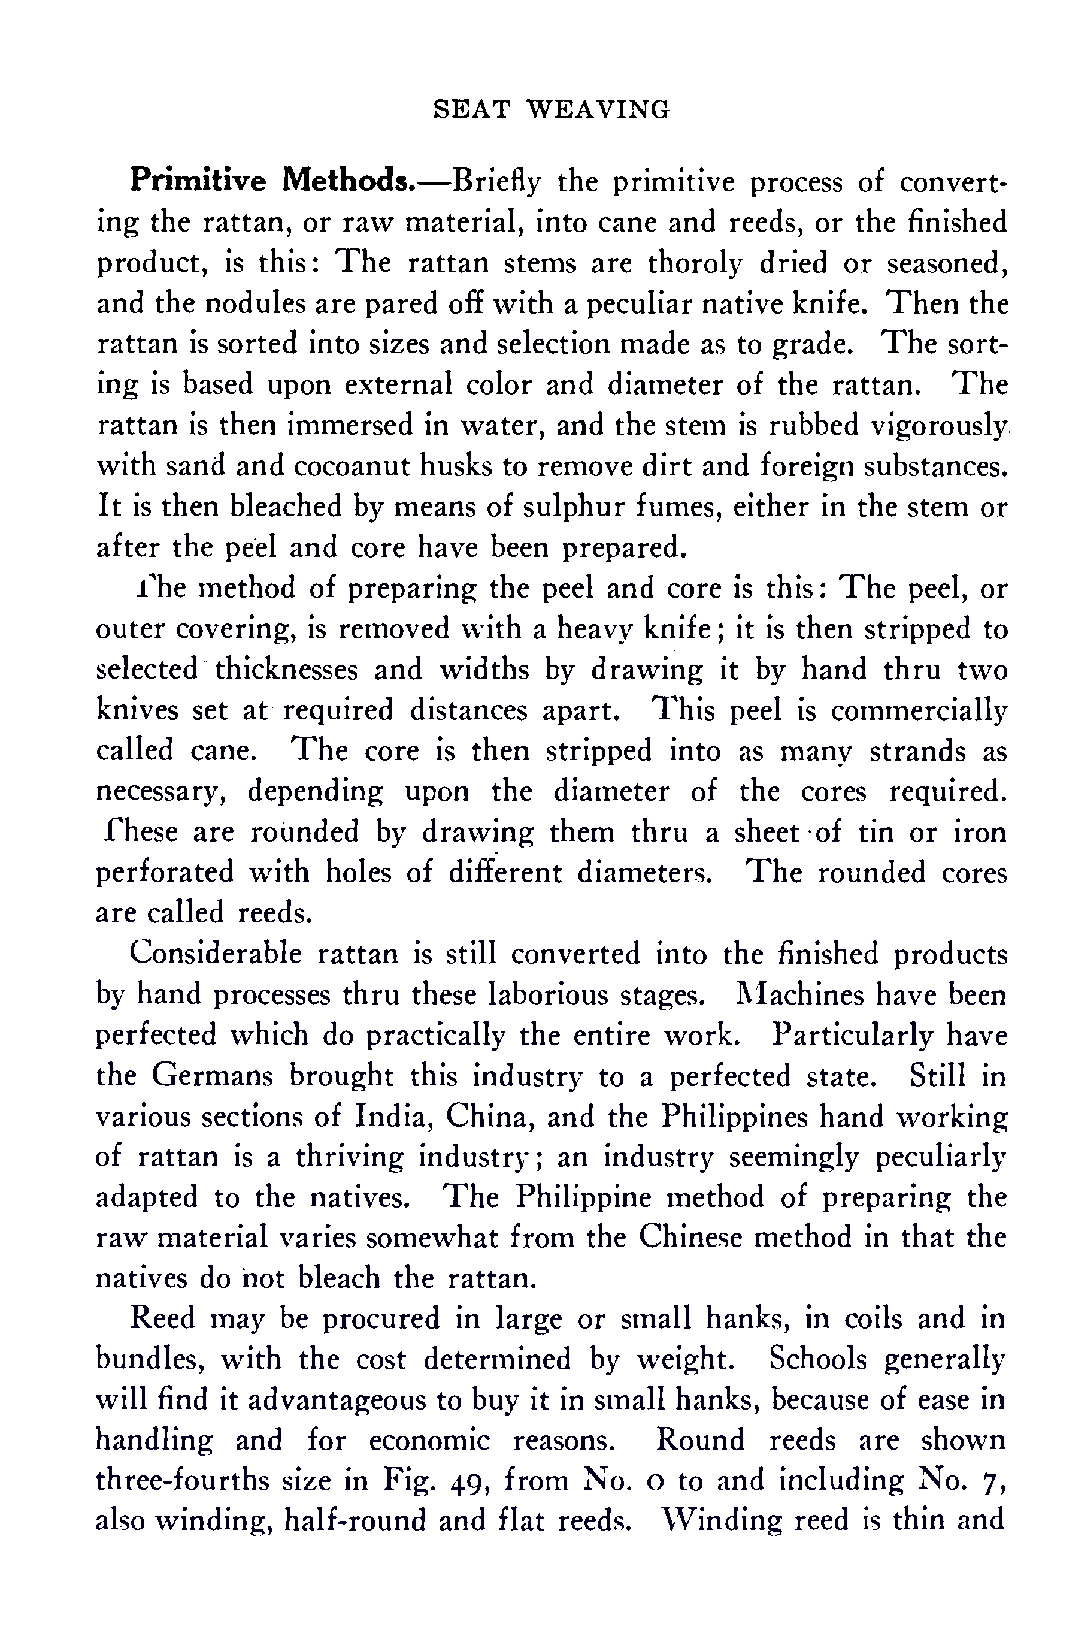 SEAT WEAVING
Primitive Methods.—Briefly the primitive process of convert-
ing the rattan, or raw material, into cane and reeds, or the finished
product, is this: The rattan stems are thoroly dried or seasoned,
and the nodules are pared off with a peculiar native knife. Then the
rattan is sorted into sizes and selection made as to grade. The sort-
ing is based upon external color and diameter of the rattan. The
rattan is then immersed in water, and the stem is rubbed vigorously
with sand and cocoanut husks to remove dirt and foreign substances.
It is then bleached by means of sulphur fumes, either in the stem or
after the peel and core have been prepared.
The method of preparing the peel and core is this: The peel, or
outer covering, is removed with a heavy knife; it is then stripped to
selected thicknesses and widths by drawing it by hand thru two
knives set at required distances apart. This peel is commercially
called cane. The core is then stripped into as many strands as
necessary, depending upon the diameter of the cores required.
These are rounded by drawing them thru a sheet of tin or iron
perforated with holes of different diameters. The rounded cores
are called reeds.
Considerable rattan is still converted into the finished products
by hand processes thru these laborious stages. Machines have been
perfected which do practically the entire work. Particularly have
the Germans brought this industry to a perfected state. Still in
various sections of India, China, and the Philippines hand working
of rattan is a thriving industry; an industry seemingly peculiarly
adapted to the natives. The Philippine method of preparing the
raw material varies somewhat from the Chinese method in that the
natives do not bleach the rattan.
Reed may be procured in large or small hanks, in coils and in
bundles, with the cost determined by weight. Schools generally
will find it advantageous to buy it in small hanks, because of ease in
handling and for economic reasons. Round reeds are shown
three-fourths size in Fig. 49, from No. 0 to and including No. 7,
also winding, half-round and flat reeds. Winding reed is thin and